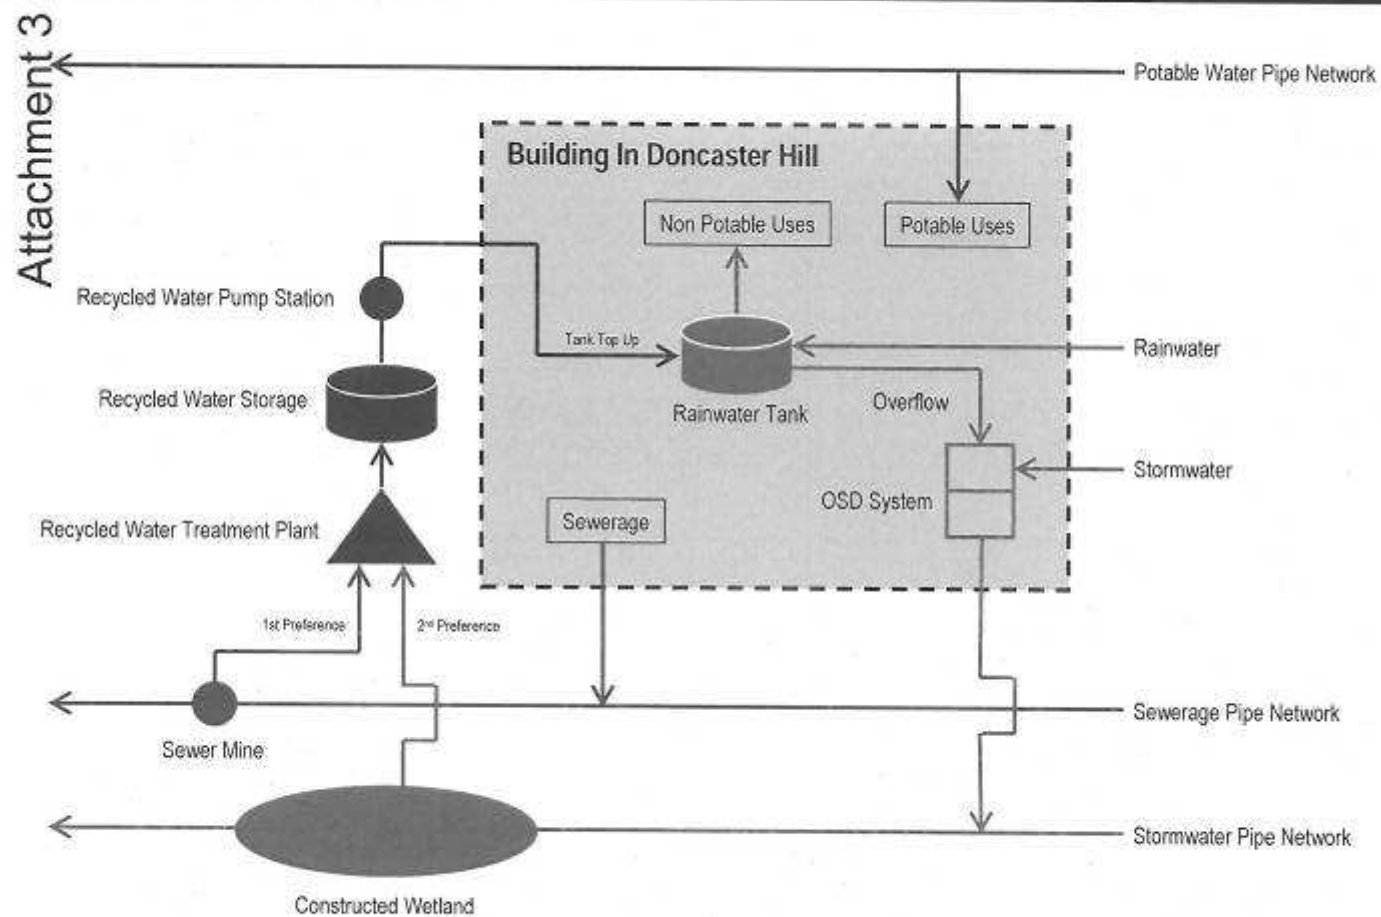 Attachment 3
Potable Water Pipe Network
Building In Doncaster Hill
Non Potable Uses
Potable Uses
Recycled Water Pump Station
Tank Top Up
Rainwater
Recycled Water Storage
Rainwater Tank
Overflow
Stormwater
OSD System
Sewerage
Recycled Water Treatment Plant
1st Preference
2nd Preference
Sewerage Pipe Network
Sewer Mine
Stormwater Pipe Network
Constructed Wetland